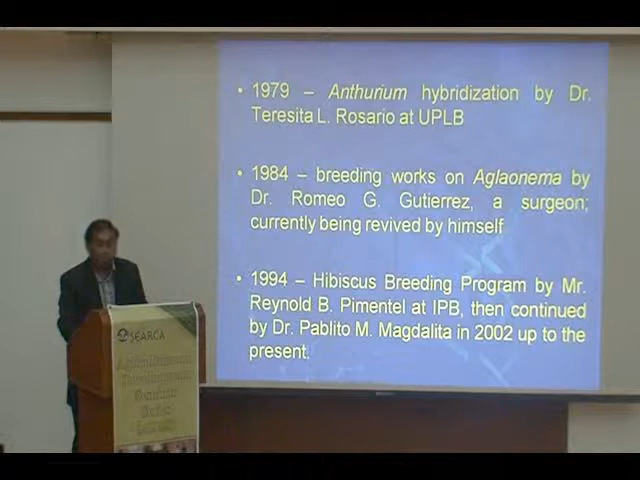 • 1979 – Anthurium hybridization by Dr.
Teresita L. Rosario at UPLB
• 1984 – breeding works on Aglaonema by
Dr. Romeo G. Gutierrez, a surgeon;
currently being revived by himself
• 1994 – Hibiscus Breeding Program by Mr.
Reynold B. Pimentel at IPB, then continued
by Dr. Pablito M. Magdalita in 2002 up to the
present.
SEARCA